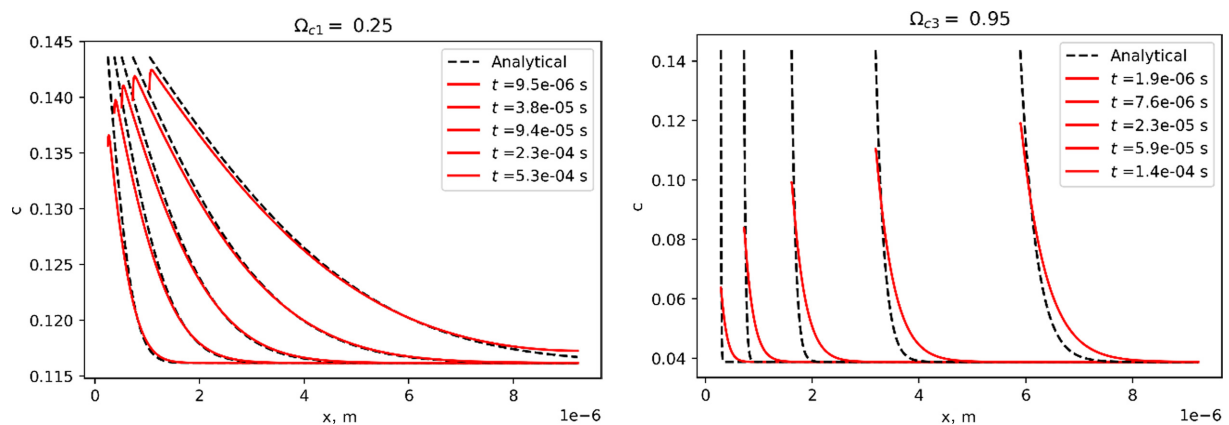 Ω_c1 = 0.25
0.145
0.140
0.135
0.130
0.125
0.120
0.115
c
Analytical
t =9.5e-06 s
t =3.8e-05 s
t =9.4e-05 s
t =2.3e-04 s
t =5.3e-04 s
0
2
4
6
8
1e-6
x, m
Ω_c3 = 0.95
0.14
0.12
0.10
0.08
0.06
0.04
c
Analytical
t =1.9e-06 s
t =7.6e-06 s
t =2.3e-05 s
t =5.9e-05 s
t =1.4e-04 s
0
2
4
6
8
1e-6
x, m